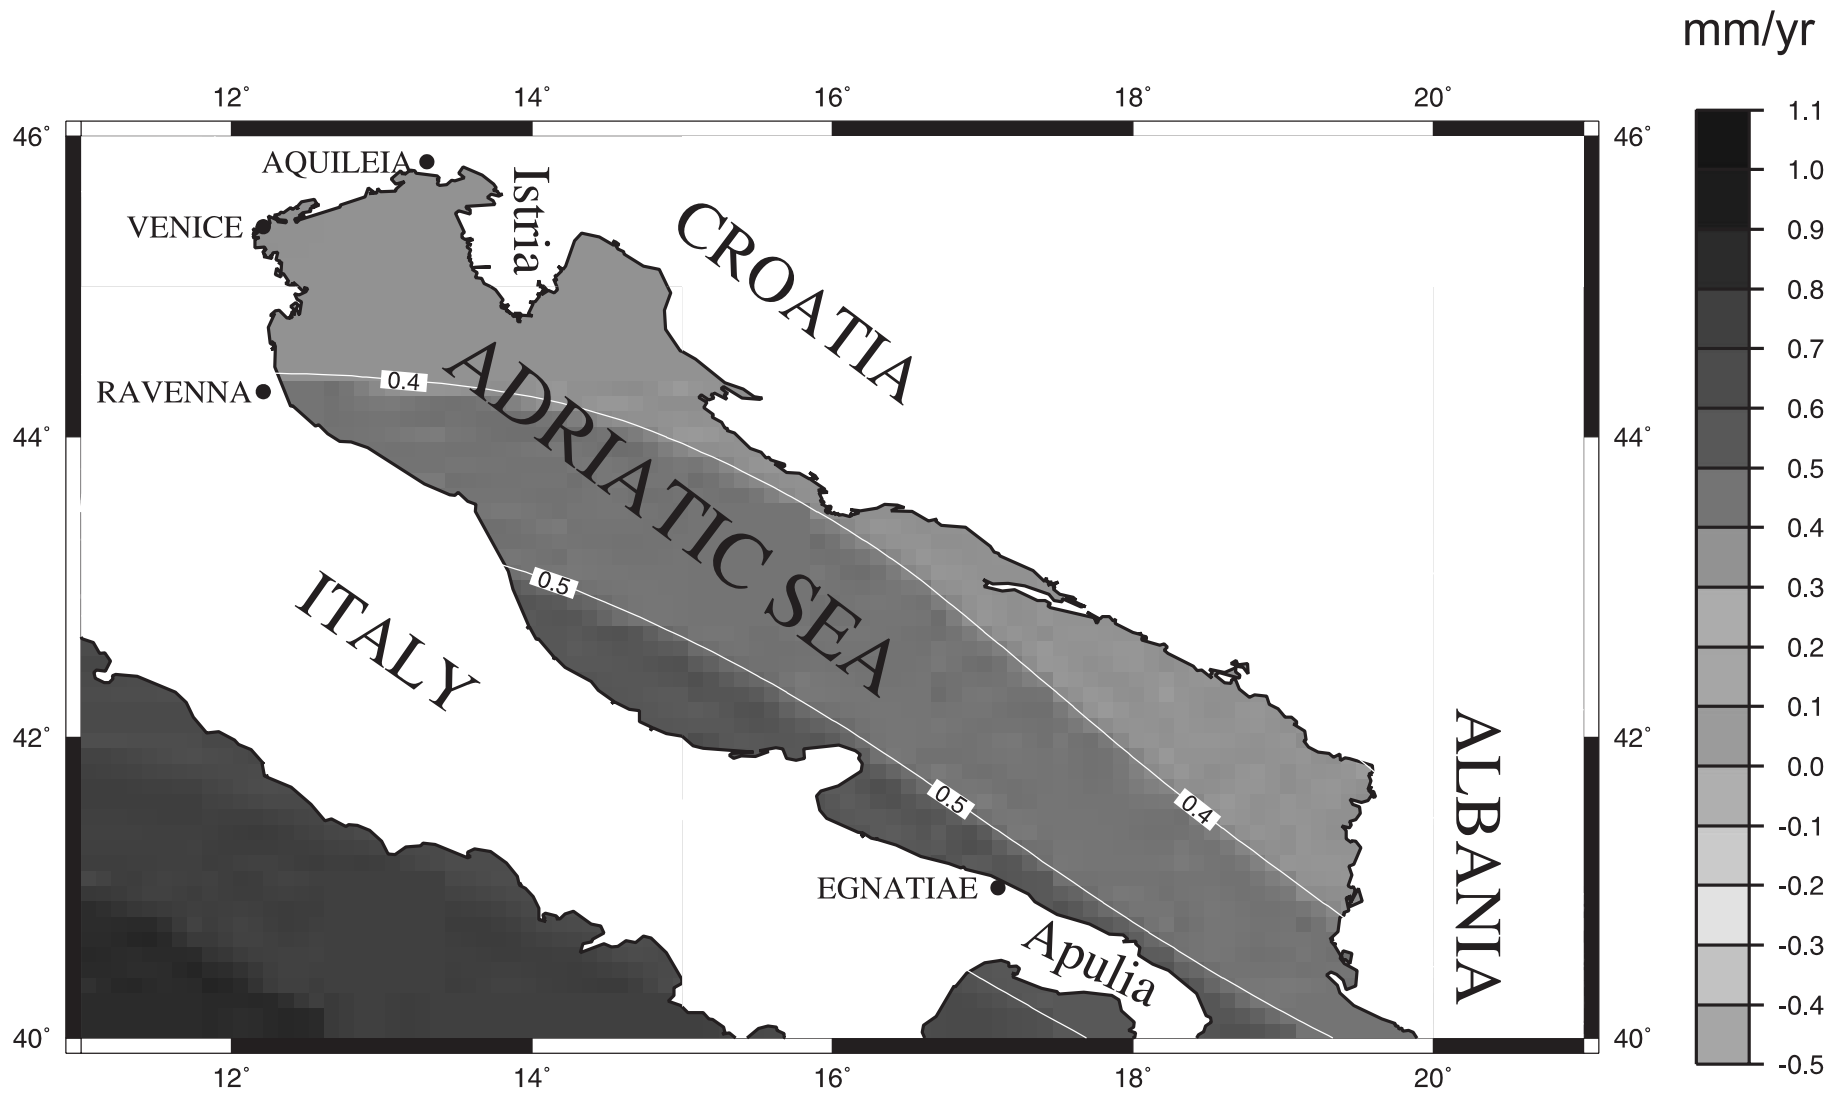 mm/yr
12° 14° 16° 18° 20°
46° 46°
44° 44°
42° 42°
40° 40°
12° 14° 16° 18° 20°
AQUILEIA
VENICE
RAVENNA
Istria
CROATIA
ADRIATIC SEA
ITALY
0.4
0.5
0.5
0.4
EGNATIAE
Apulia
ALBANIA
1.1
1.0
0.9
0.8
0.7
0.6
0.5
0.4
0.3
0.2
0.1
0.0
-0.1
-0.2
-0.3
-0.4
-0.5